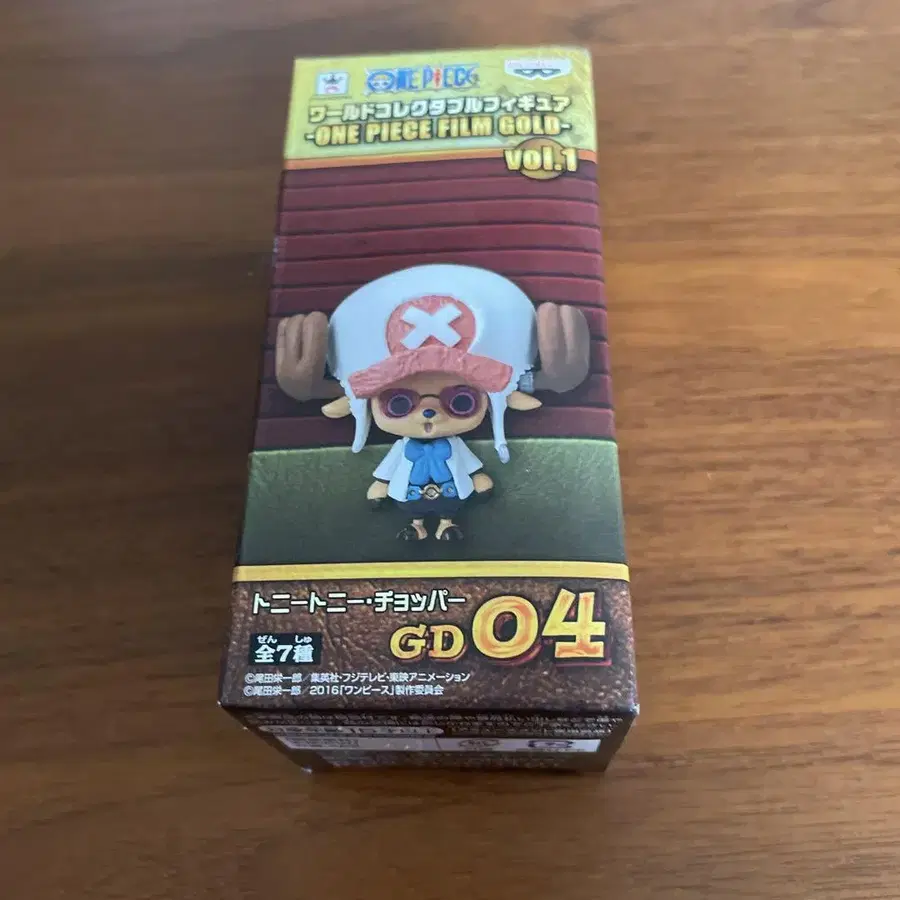 ONE PIECE
BANPRESTO
ワールドコレクタブルフィギュア
-ONE PIECE FILM GOLD-
vol.1
トニートニー・チョッパー
GD 04
ぜん しゅ
全7種
©尾田栄一郎／集英社・フジテレビ・東映アニメーション
©尾田栄一郎／2016「ワンピース」製作委員会